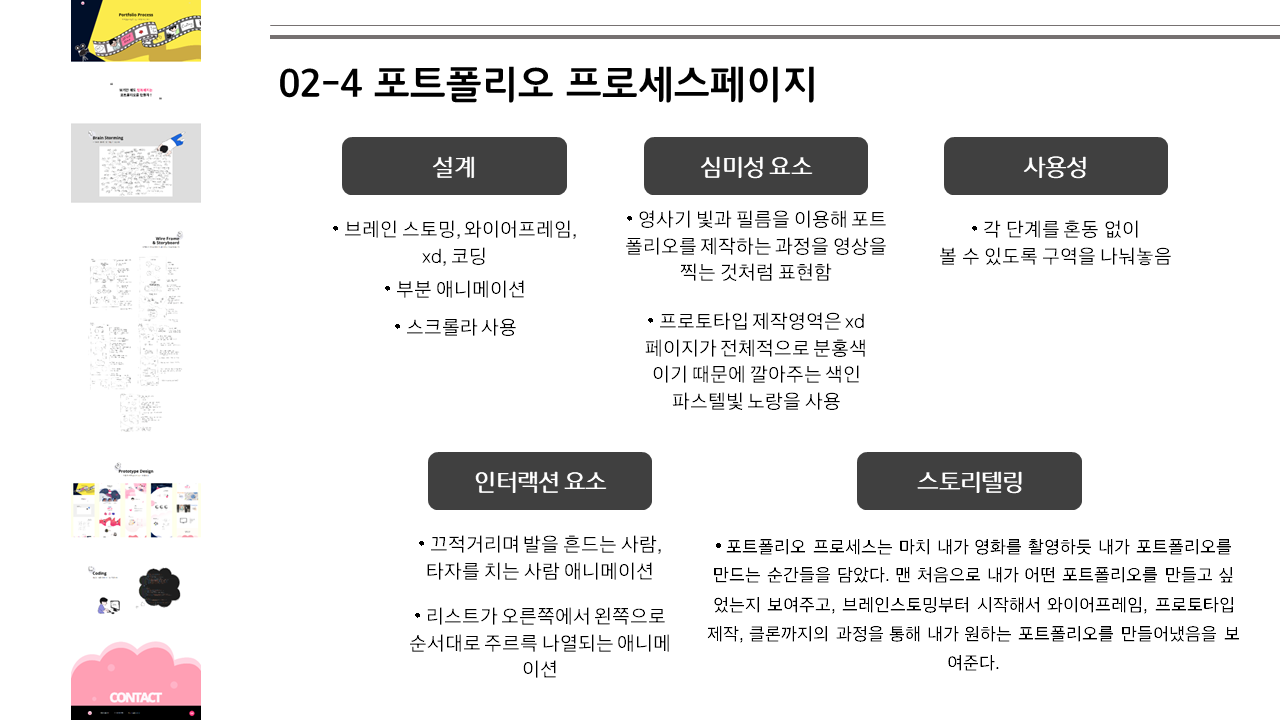 02-4 포트폴리오 프로세스페이지
설계
• 브레인 스토밍, 와이어프레임,
xd, 코딩
• 부분 애니메이션
• 스크롤라 사용
심미성 요소
• 영사기 빛과 필름을 이용해 포트
폴리오를 제작하는 과정을 영상을
찍는 것처럼 표현함
• 프로토타입 제작영역은 xd
페이지가 전체적으로 분홍색
이기 때문에 깔아주는 색인
파스텔빛 노랑을 사용
사용성
• 각 단계를 혼동 없이
볼 수 있도록 구역을 나눠놓음
인터랙션 요소
• 끄적거리며 발을 흔드는 사람,
타자를 치는 사람 애니메이션
• 리스트가 오른쪽에서 왼쪽으로
순서대로 주르륵 나열되는 애니메
이션
스토리텔링
• 포트폴리오 프로세스는 마치 내가 영화를 촬영하듯 내가 포트폴리오를
만드는 순간들을 담았다. 맨 처음으로 내가 어떤 포트폴리오를 만들고 싶
었는지 보여주고, 브레인스토밍부터 시작해서 와이어프레임, 프로토타입
제작, 클론까지의 과정을 통해 내가 원하는 포트폴리오를 만들어냈음을 보
여준다.
Portfolio Process
Brain Storming
Wire Frame
& Storyboard
Prototype Design
Coding
CONTACT